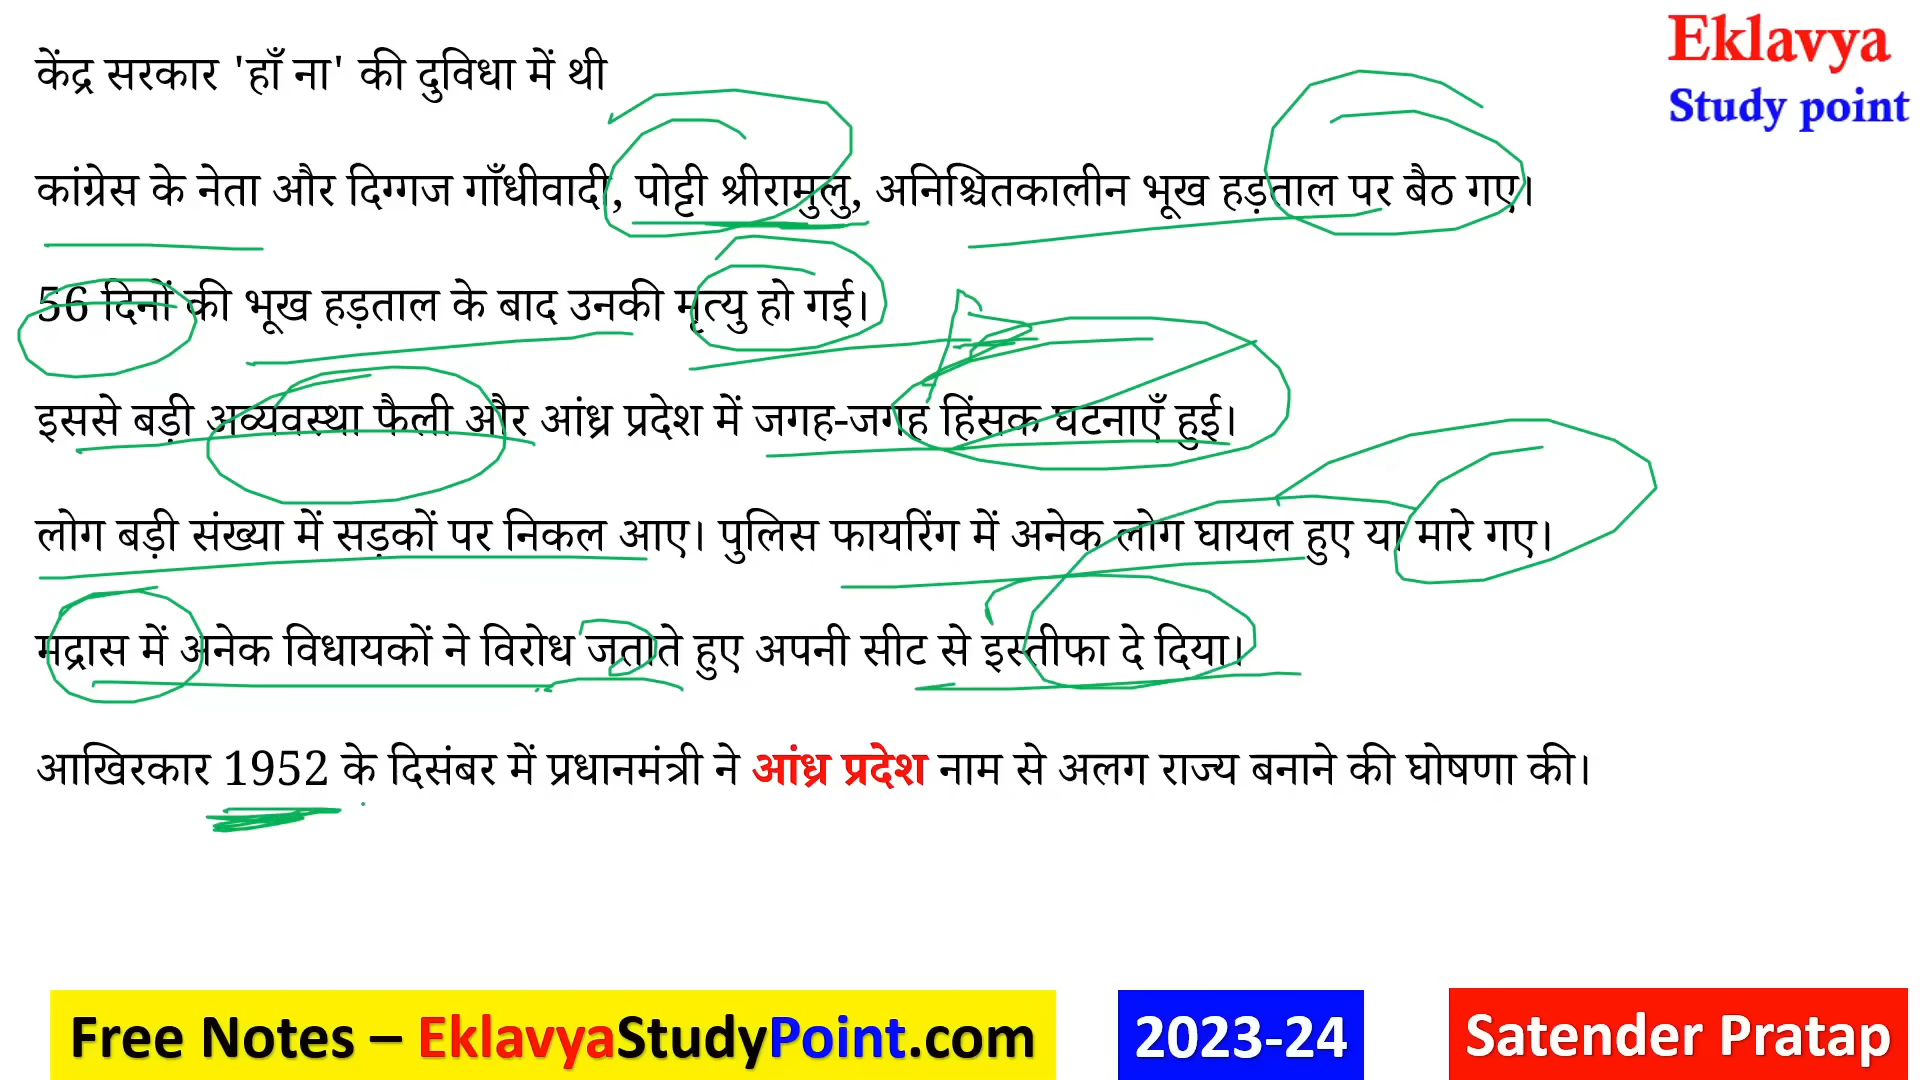 Eklavya
Study point
केंद्र सरकार 'हाँ ना' की दुविधा में थी
कांग्रेस के नेता और दिग्गज गाँधीवादी, पोट्टी श्रीरामुलु, अनिश्चितकालीन भूख हड़ताल पर बैठ गए।
56 दिनों की भूख हड़ताल के बाद उनकी मृत्यु हो गई।
इससे बड़ी अव्यवस्था फैली और आंध्र प्रदेश में जगह-जगह हिंसक घटनाएँ हुई।
लोग बड़ी संख्या में सड़कों पर निकल आए। पुलिस फायरिंग में अनेक लोग घायल हुए या मारे गए।
मद्रास में अनेक विधायकों ने विरोध जताते हुए अपनी सीट से इस्तीफा दे दिया।
आखिरकार 1952 के दिसंबर में प्रधानमंत्री ने आंध्र प्रदेश नाम से अलग राज्य बनाने की घोषणा की।
Free Notes – EklavyaStudyPoint.com
2023-24
Satender Pratap